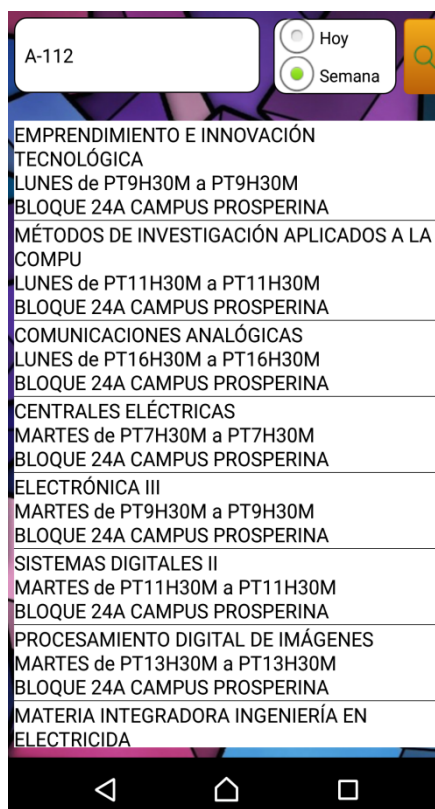 A-112
Hoy
Semana
EMPRENDIMIENTO E INNOVACIÓN
TECNOLÓGICA
LUNES de PT9H30M a PT9H30M
BLOQUE 24A CAMPUS PROSPERINA
MÉTODOS DE INVESTIGACIÓN APLICADOS A LA
COMPU
LUNES de PT11H30M a PT11H30M
BLOQUE 24A CAMPUS PROSPERINA
COMUNICACIONES ANALÓGICAS
LUNES de PT16H30M a PT16H30M
BLOQUE 24A CAMPUS PROSPERINA
CENTRALES ELÉCTRICAS
MARTES de PT7H30M a PT7H30M
BLOQUE 24A CAMPUS PROSPERINA
ELECTRÓNICA III
MARTES de PT9H30M a PT9H30M
BLOQUE 24A CAMPUS PROSPERINA
SISTEMAS DIGITALES II
MARTES de PT11H30M a PT11H30M
BLOQUE 24A CAMPUS PROSPERINA
PROCESAMIENTO DIGITAL DE IMÁGENES
MARTES de PT13H30M a PT13H30M
BLOQUE 24A CAMPUS PROSPERINA
MATERIA INTEGRADORA INGENIERÍA EN
ELECTRICIDA